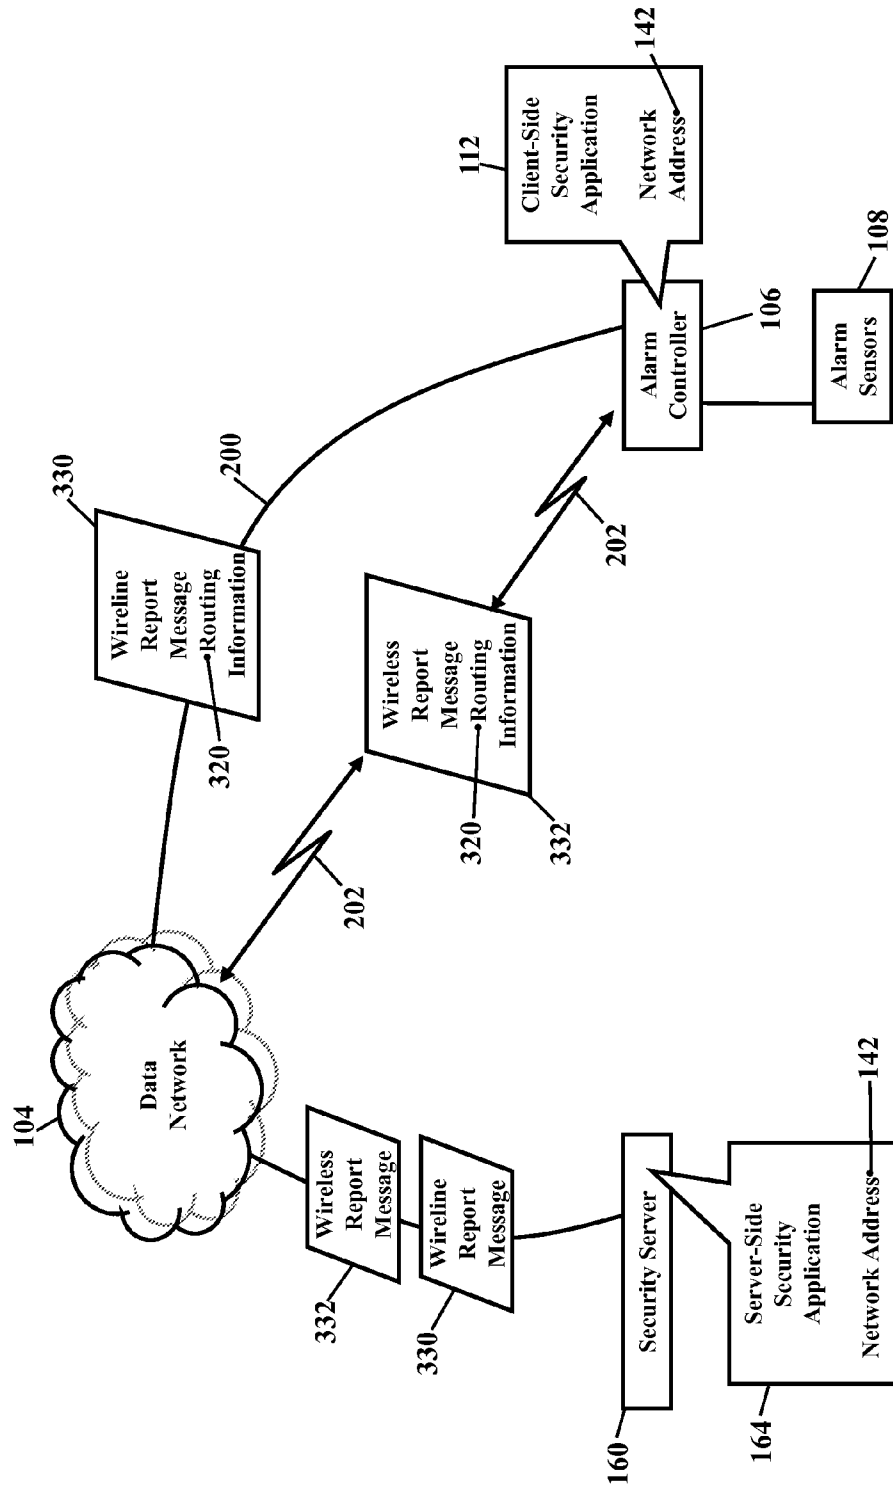 104
Data
Network
330
Wireline
Report
Message
Routing
Information
320
200
202
Wireless
Report
Message
Routing
Information
320
332
202
112
Client-Side
Security
Application
Network
Address
142
Alarm
Controller
106
Alarm
Sensors
108
Wireless
Report
Message
332
Wireline
Report
Message
330
Security Server
160
Server-Side
Security
Application
Network Address
142
164